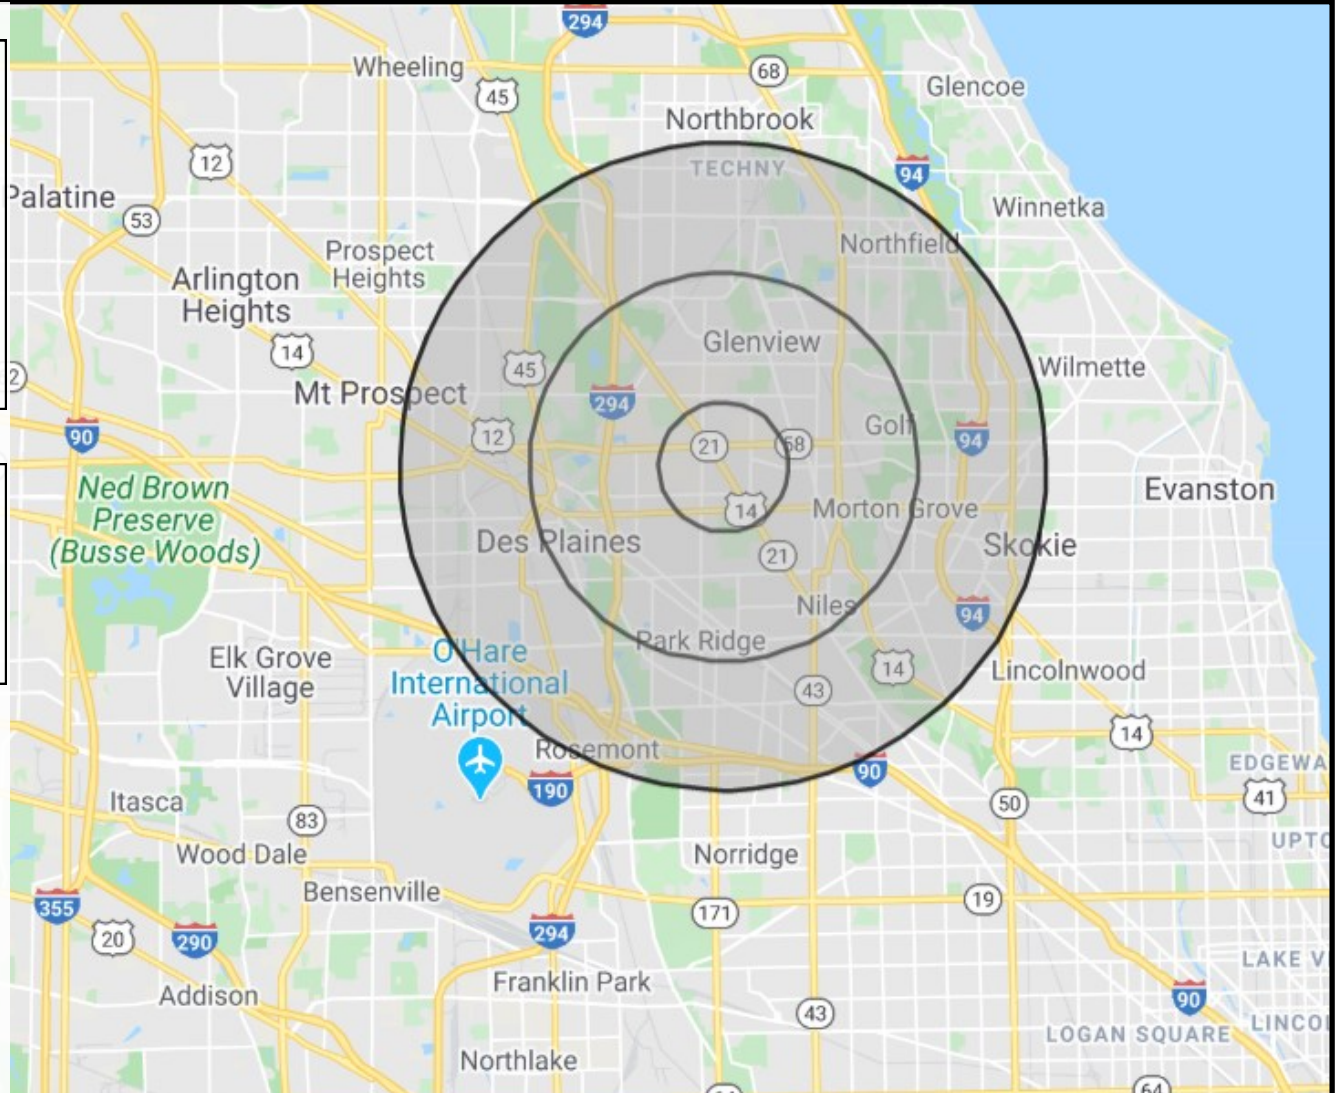 294
Wheeling
68
45
Glencoe
Northbrook
12
TECHNY
94
Palatine
53
Winnetka
Northfield
Prospect
Heights
Arlington
Heights
Glenview
14
45
Wilmette
2
Mt Prospect
294
Golf
90
12
21
58
94
Ned Brown
Preserve
(Busse Woods)
Evanston
14
Morton Grove
Des Plaines
21
Skokie
Niles
94
Park Ridge
O'Hare
International
Airport
Elk Grove
Village
14
Lincolnwood
43
14
Rosemont
90
EDGEWA
190
41
Itasca
83
50
UPTO
Wood Dale
Norridge
Bensenville
355
171
19
20
290
294
LAKE V
Franklin Park
Addison
90
43
LOGAN SQUARE
LINCOL
Northlake
64